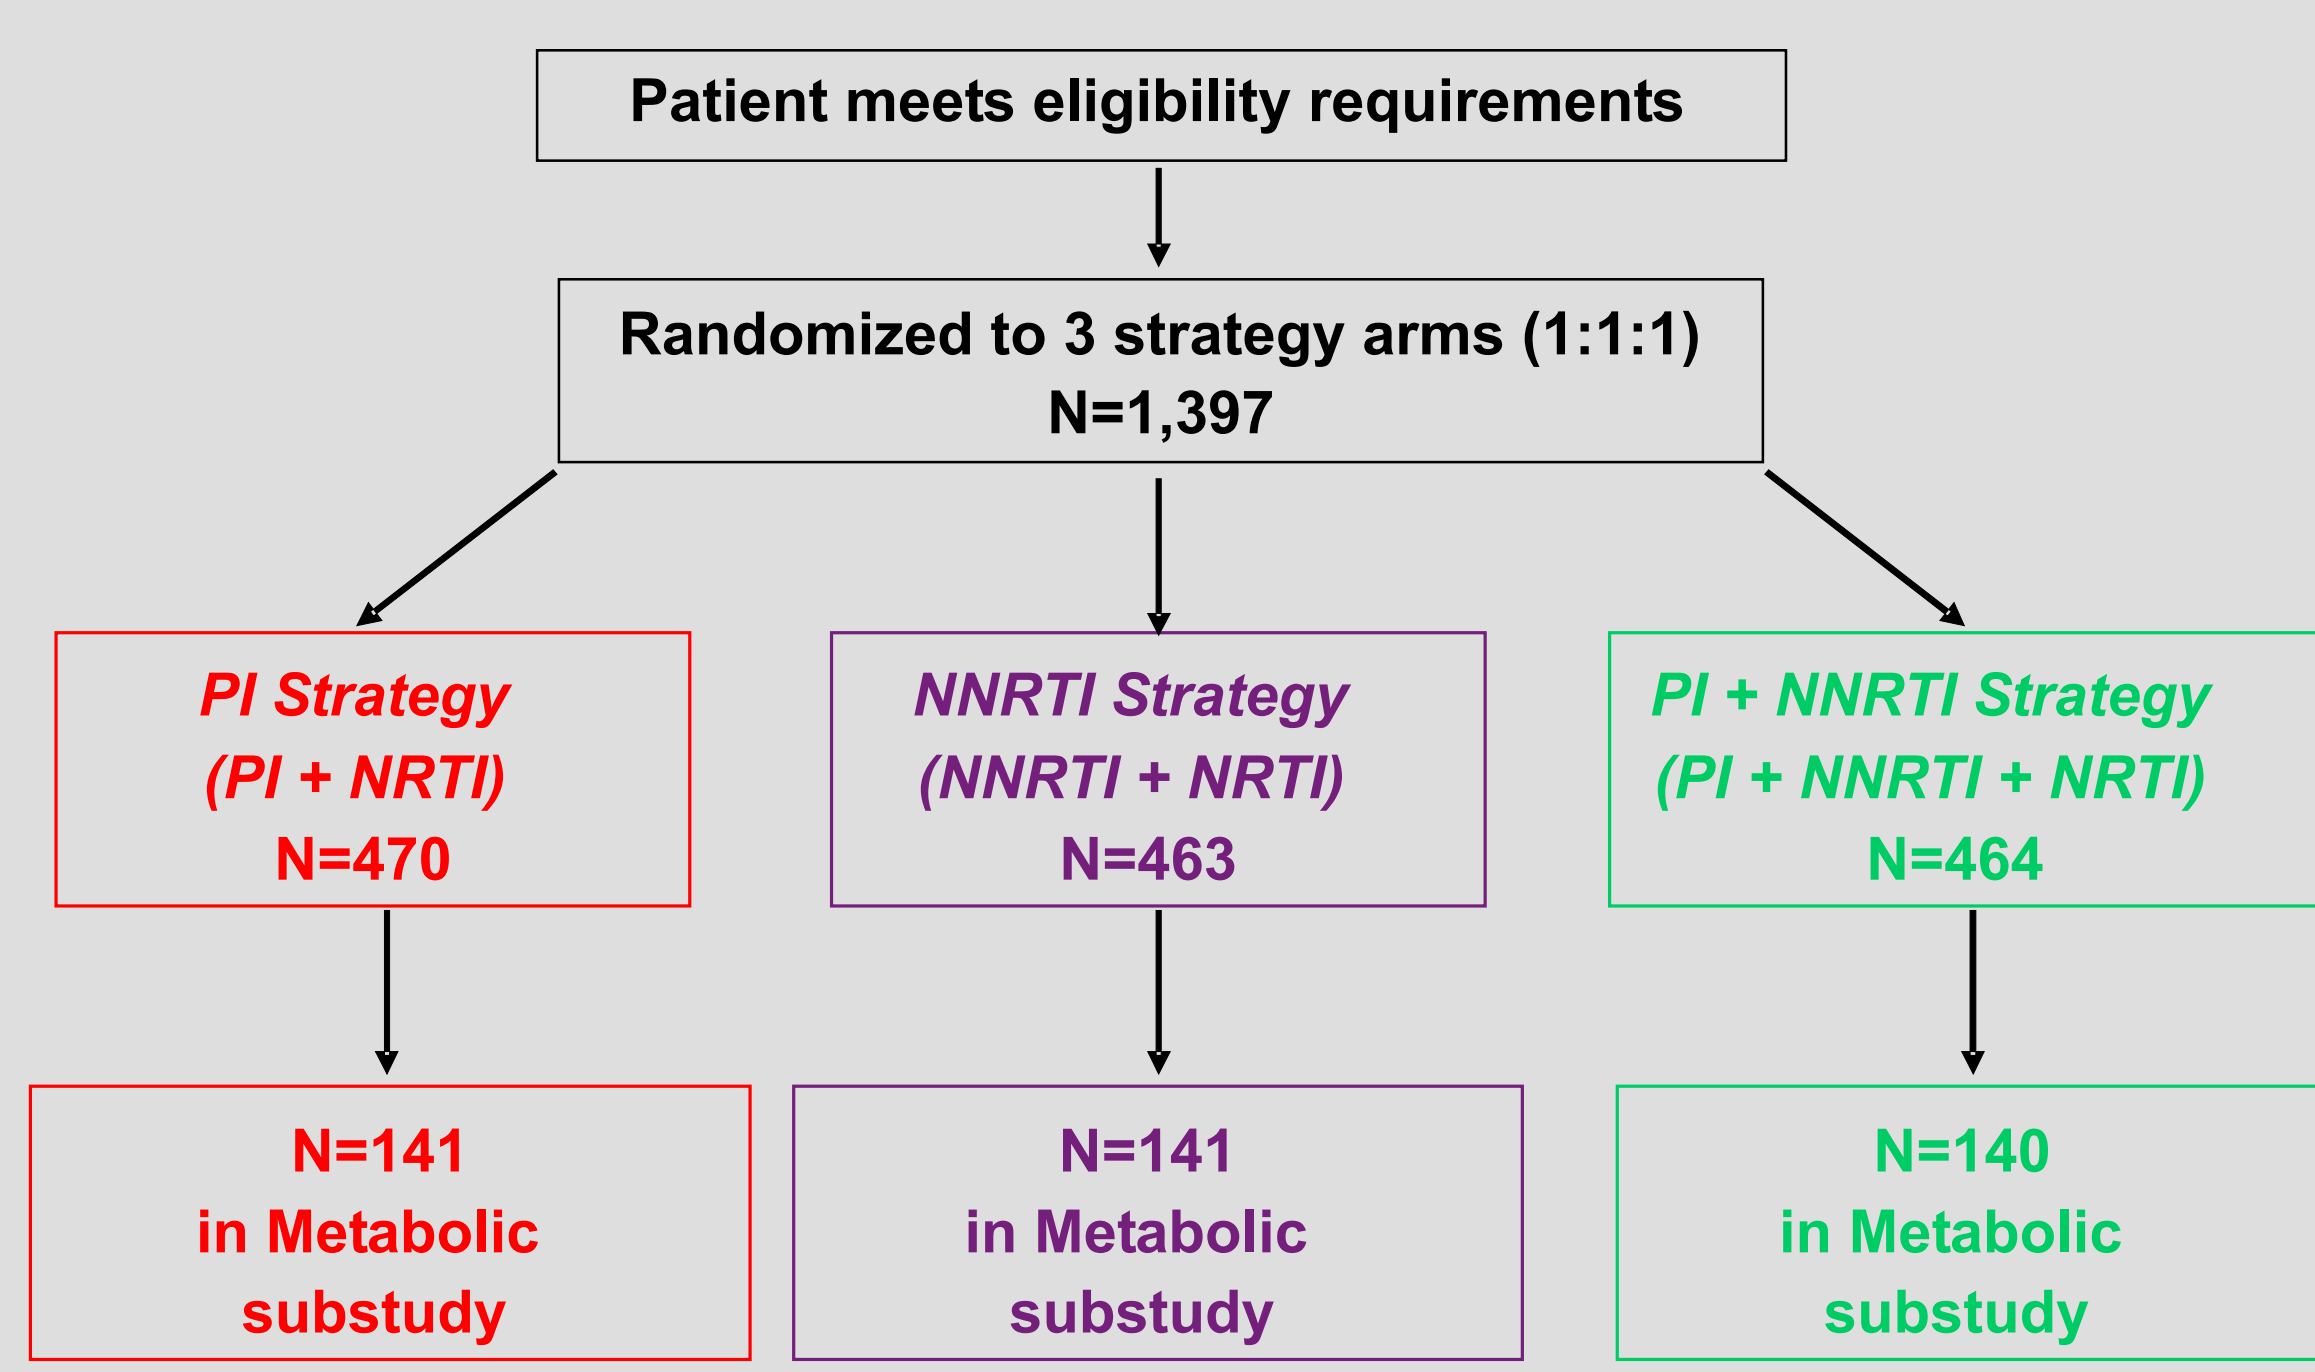 Patient meets eligibility requirements
Randomized to 3 strategy arms (1:1:1)
N=1,397
PI Strategy
(PI + NRTI)
N=470
NNRTI Strategy
(NNRTI + NRTI)
N=463
PI + NNRTI Strategy
(PI + NNRTI + NRTI)
N=464
N=141
in Metabolic
substudy
N=141
in Metabolic
substudy
N=140
in Metabolic
substudy